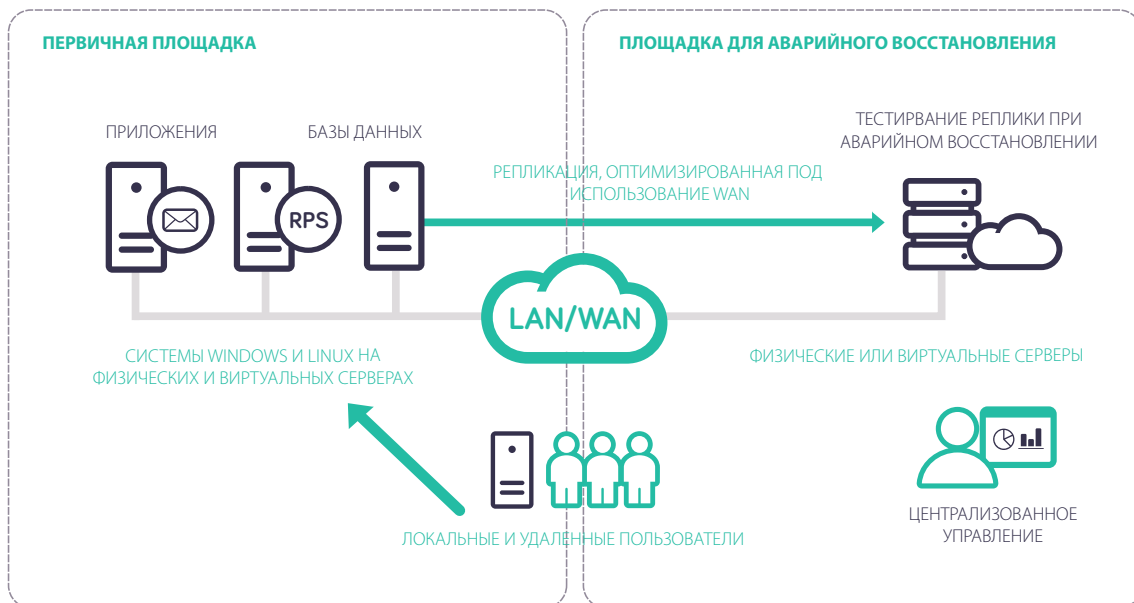 ПЕРВИЧНАЯ ПЛОЩАДКА
ПЛОЩАДКА ДЛЯ АВАРИЙНОГО ВОССТАНОВЛЕНИЯ
ПРИЛОЖЕНИЯ
БАЗЫ ДАННЫХ
ТЕСТИРВАНИЕ РЕПЛИКИ ПРИ
АВАРИЙНОМ ВОССТАНОВЛЕНИИ
РЕПЛИКАЦИЯ, ОПТИМИЗИРОВАННАЯ ПОД
ИСПОЛЬЗОВАНИЕ WAN
RPS
LAN/WAN
СИСТЕМЫ WINDOWS И LINUX НА
ФИЗИЧЕСКИХ И ВИРТУАЛЬНЫХ СЕРВЕРАХ
ФИЗИЧЕСКИЕ ИЛИ ВИРТУАЛЬНЫЕ СЕРВЕРЫ
ЛОКАЛЬНЫЕ И УДАЛЕННЫЕ ПОЛЬЗОВАТЕЛИ
ЦЕНТРАЛИЗОВАННОЕ
УПРАВЛЕНИЕ